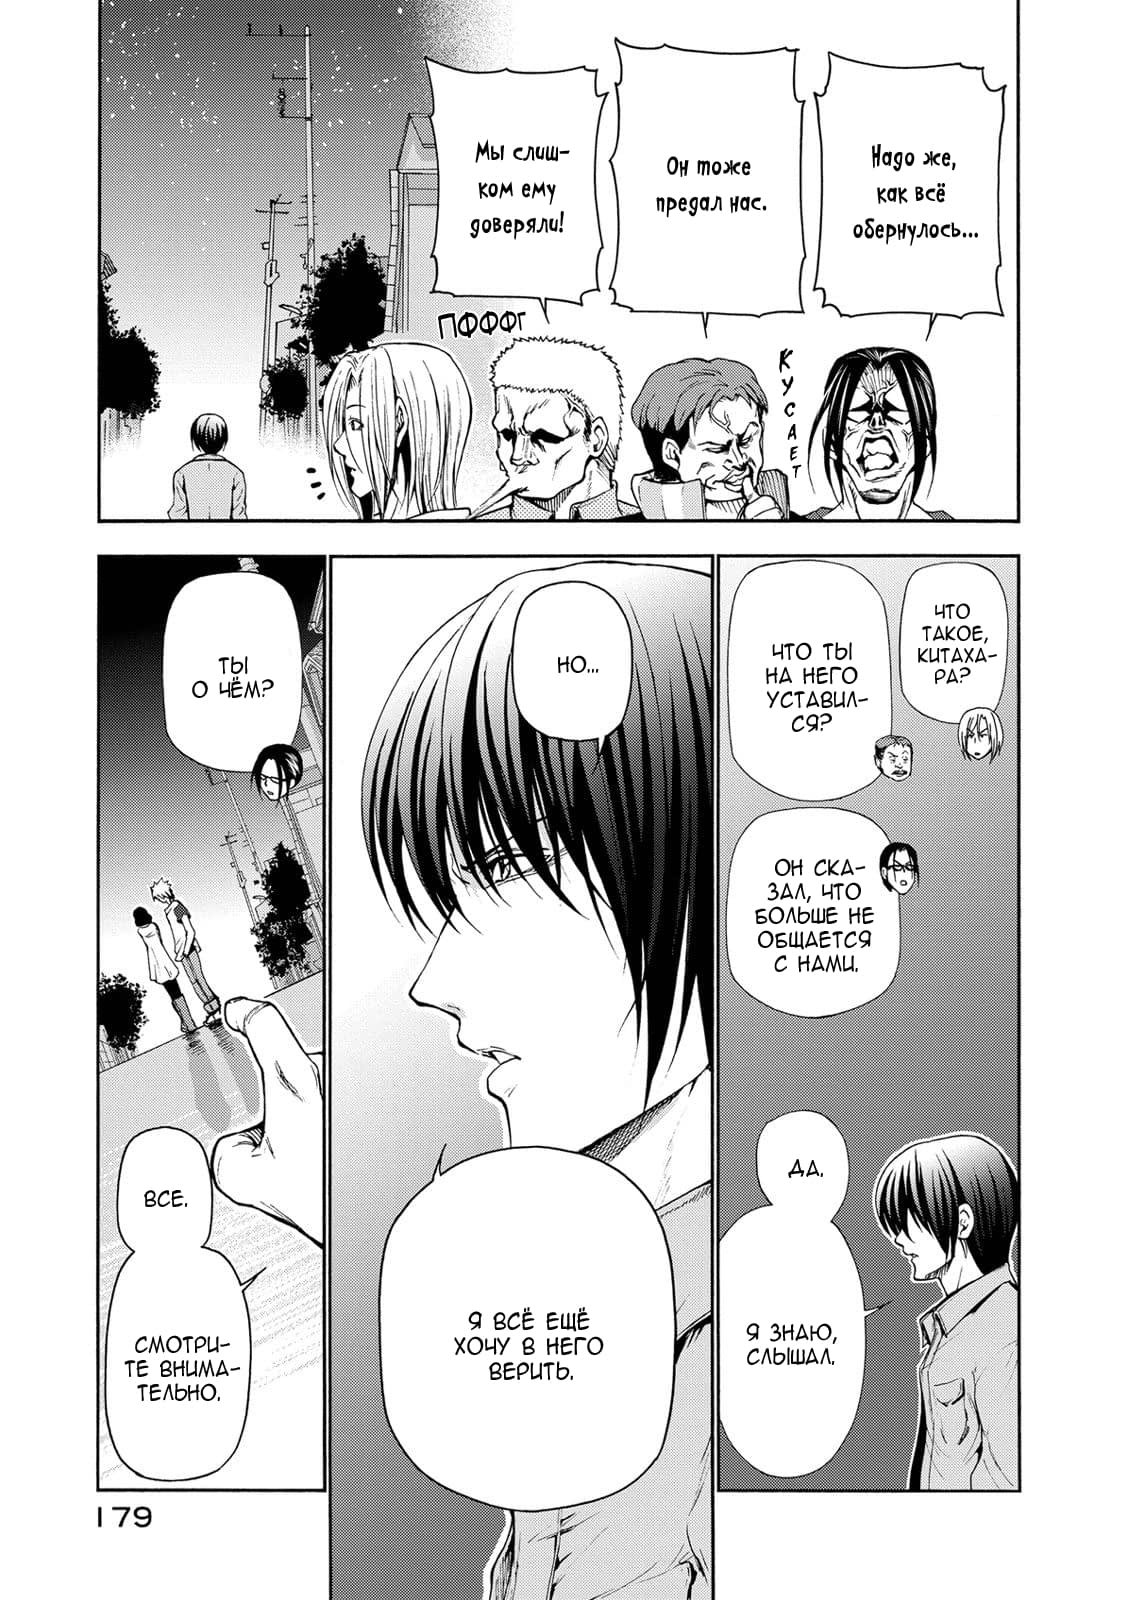 Надо же,
как всё
обернулось...
Он тоже
предал нас.
Мы слиш-
ком ему
доверяли!
Кусает
ПФФФГ
ЧТО
ТАКОЕ,
КИТАХА-
РА?
ЧТО ТЫ
НА НЕГО
УСТАВИЛ-
СЯ?
ОН СКА-
ЗАЛ, ЧТО
БОЛЬШЕ НЕ
ОБЩАЕТСЯ
С НАМИ.
ДА.
Я ЗНАЮ,
СЛЫШАЛ.
НО...
Я ВСЁ ЕЩЁ
ХОЧУ В НЕГО
ВЕРИТЬ.
ТЫ
О ЧЁМ?
ВСЕ.
СМОТРИ-
ТЕ ВНИМА-
ТЕЛЬНО.
179